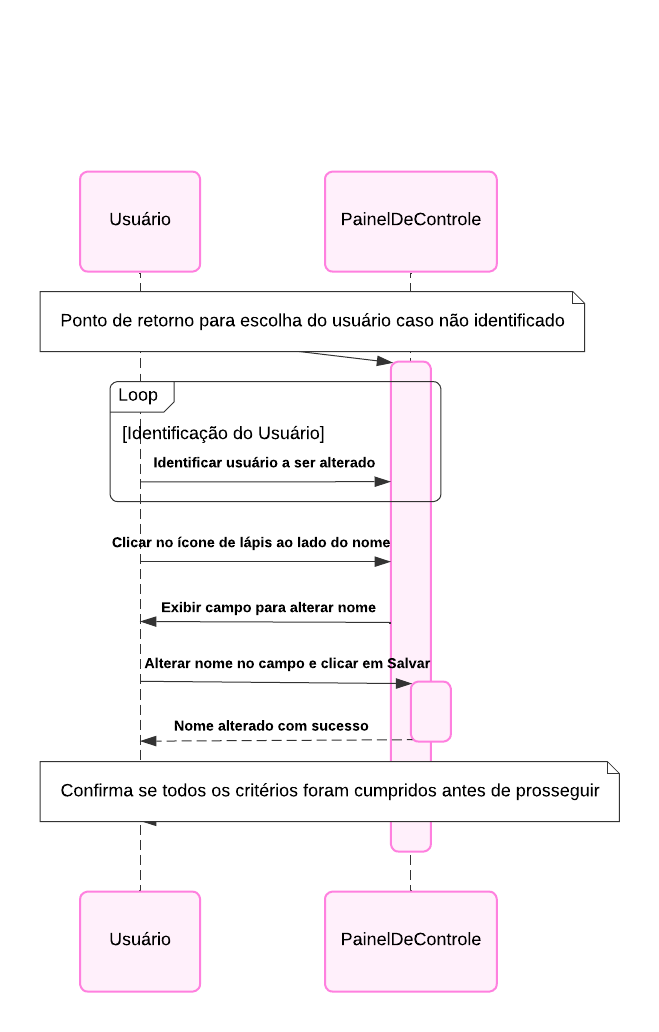 Usuário
PainelDeControle
Ponto de retorno para escolha do usuário caso não identificado
Loop
[Identificação do Usuário]
Identificar usuário a ser alterado
Clicar no ícone de lápis ao lado do nome
Exibir campo para alterar nome
Alterar nome no campo e clicar em Salvar
Nome alterado com sucesso
Confirma se todos os critérios foram cumpridos antes de prosseguir
Usuário
PainelDeControle